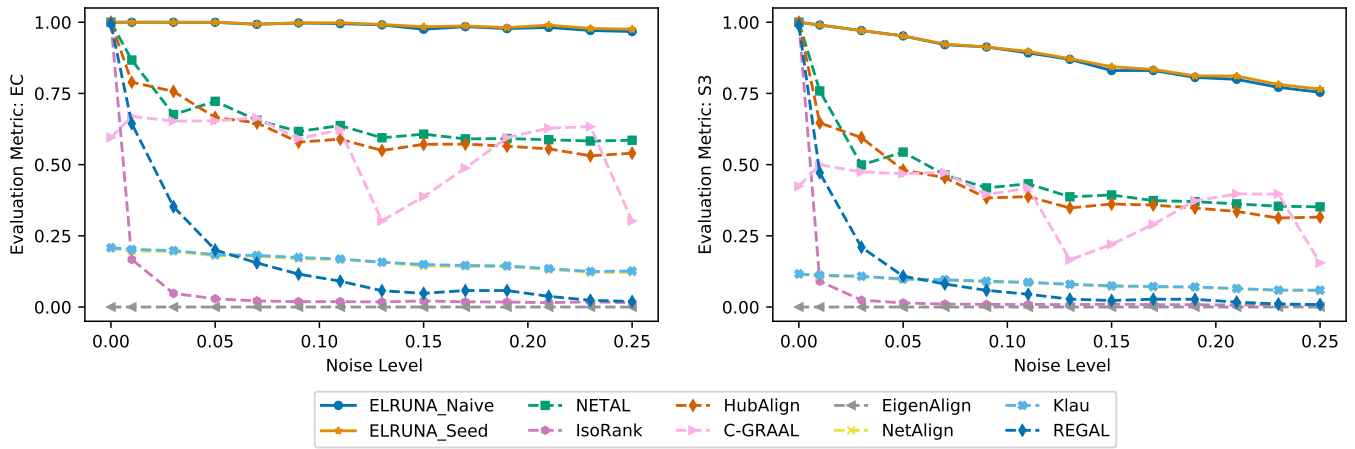 Evaluation Metric: EC
1.00
0.75
0.50
0.25
0.00
0.00 0.05 0.10 0.15 0.20 0.25
Noise Level
Evaluation Metric: S3
1.00
0.75
0.50
0.25
0.00
0.00 0.05 0.10 0.15 0.20 0.25
Noise Level
ELRUNA_Naive NETAL HubAlign EigenAlign Klau
ELRUNA_Seed IsoRank C-GRAAL NetAlign REGAL